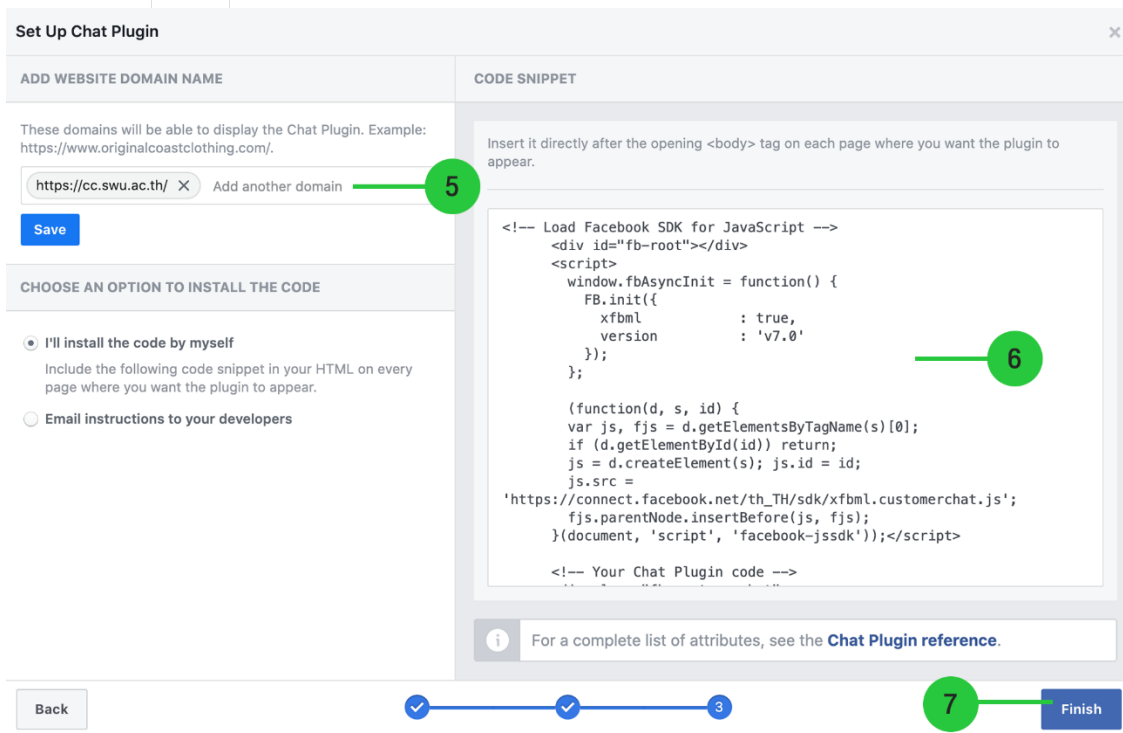 Set Up Chat Plugin
×
ADD WEBSITE DOMAIN NAME
These domains will be able to display the Chat Plugin. Example:
https://www.originalcoastclothing.com/.
https://cc.swu.ac.th/ × Add another domain
5
Save
CHOOSE AN OPTION TO INSTALL THE CODE
I'll install the code by myself
Include the following code snippet in your HTML on every
page where you want the plugin to appear.
Email instructions to your developers
CODE SNIPPET
Insert it directly after the opening <body> tag on each page where you want the plugin to
appear.
<!-- Load Facebook SDK for JavaScript -->
<div id="fb-root"></div>
<script>
window.fbAsyncInit = function() {
FB.init({
xfbml : true,
version : 'v7.0'
});
};
(function(d, s, id) {
var js, fjs = d.getElementsByTagName(s)[0];
if (d.getElementById(id)) return;
js = d.createElement(s); js.id = id;
js.src =
'https://connect.facebook.net/th_TH/sdk/xfbml.customerchat.js';
fjs.parentNode.insertBefore(js, fjs);
}(document, 'script', 'facebook-jssdk'));</script>
<!-- Your Chat Plugin code -->
6
For a complete list of attributes, see the Chat Plugin reference.
Back
3
7
Finish